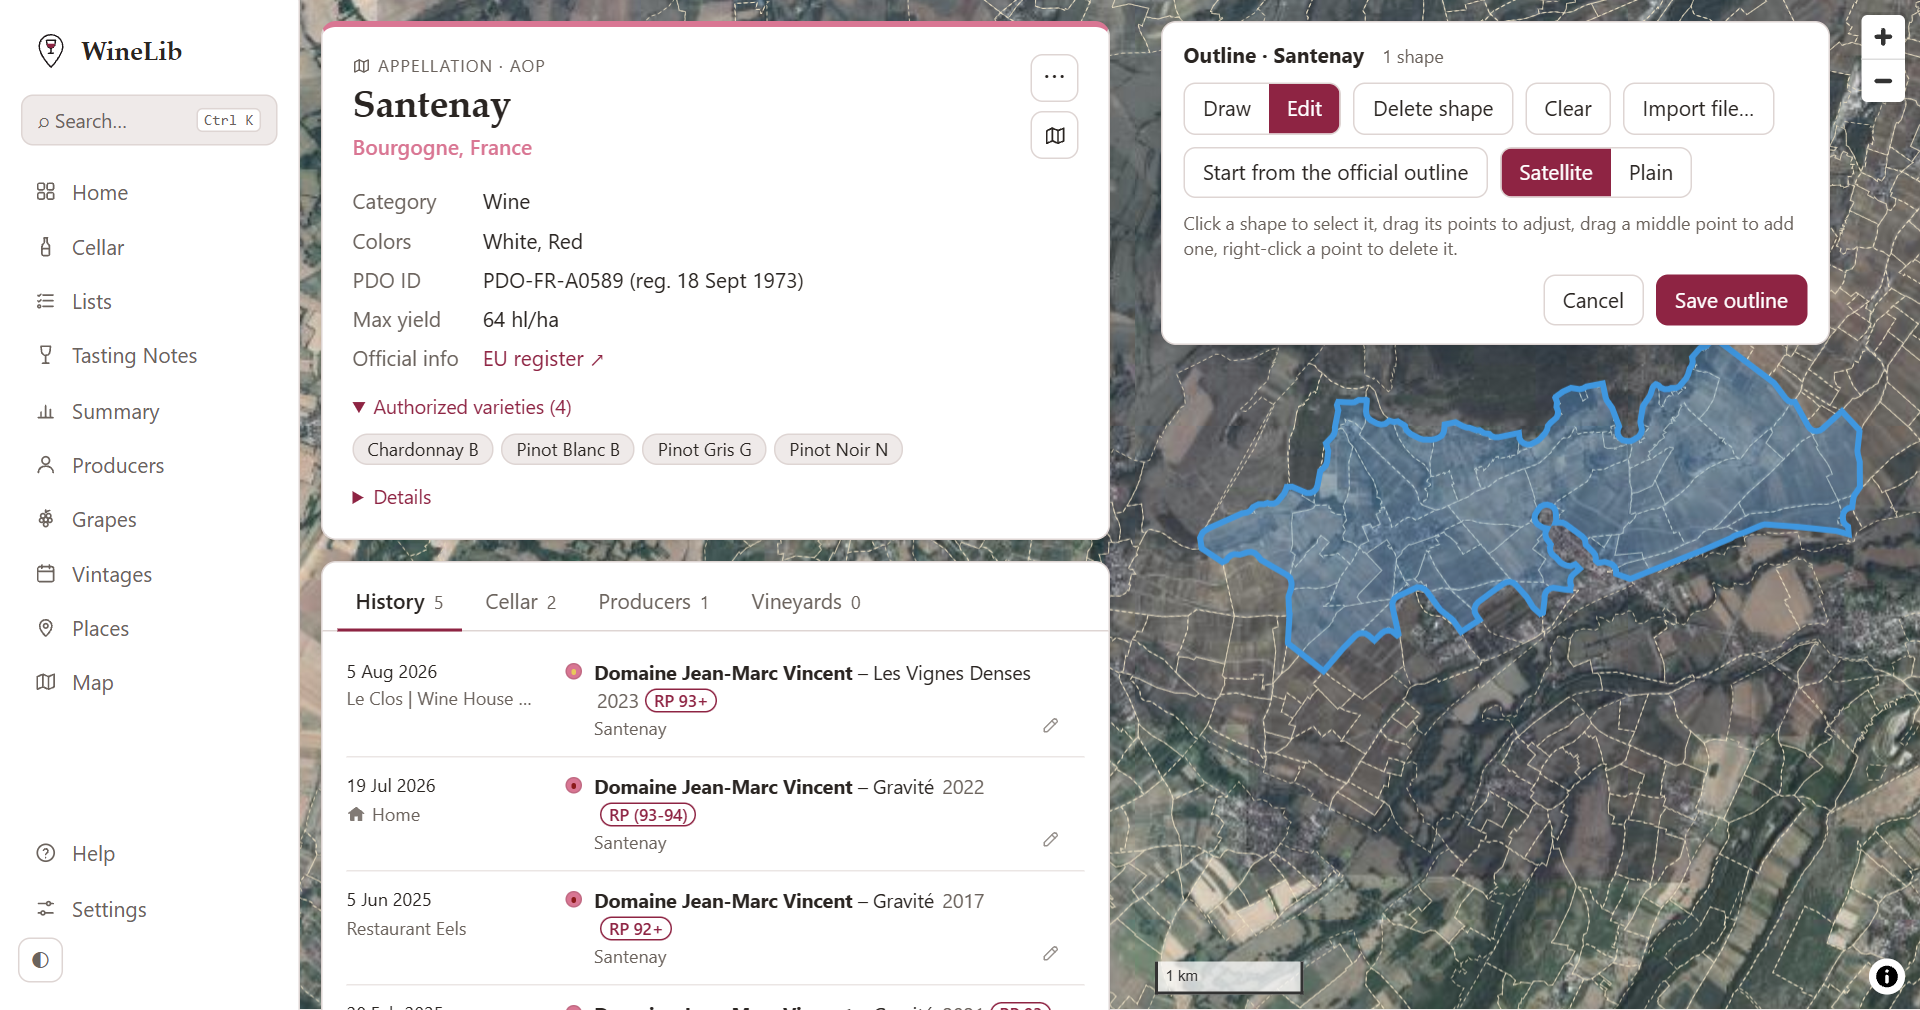 WineLib
Search...
Ctrl K
Home
Cellar
Lists
Tasting Notes
Summary
Producers
Grapes
Vintages
Places
Map
Help
Settings
APPELLATION · AOP
Santenay
Bourgogne, France
Category Wine
Colors White, Red
PDO ID PDO-FR-A0589 (reg. 18 Sept 1973)
Max yield 64 hl/ha
Official info EU register ↗
▼ Authorized varieties (4)
Chardonnay B Pinot Blanc B Pinot Gris G Pinot Noir N
▶ Details
History 5 Cellar 2 Producers 1 Vineyards 0
5 Aug 2026
Le Clos | Wine House ...
Domaine Jean-Marc Vincent – Les Vignes Denses
2023 RP 93+
Santenay
19 Jul 2026
Home
Domaine Jean-Marc Vincent – Gravité 2022
RP (93-94)
Santenay
5 Jun 2025
Restaurant Eels
Domaine Jean-Marc Vincent – Gravité 2017
RP 92+
Santenay
Outline · Santenay 1 shape
Draw Edit Delete shape Clear Import file...
Start from the official outline Satellite Plain
Click a shape to select it, drag its points to adjust, drag a middle point to add
one, right-click a point to delete it.
Cancel Save outline
1 km